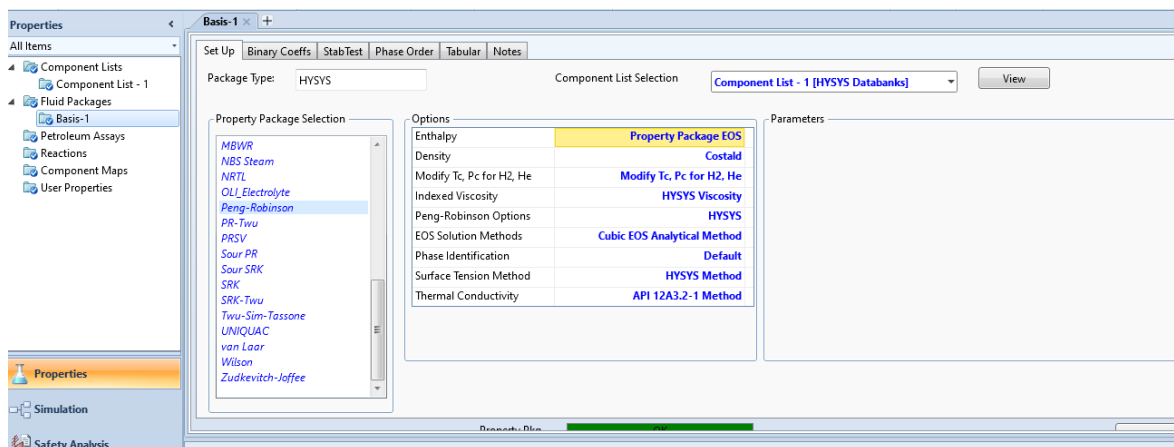 Properties
All Items
Component Lists
Component List - 1
Fluid Packages
Basis-1
Petroleum Assays
Reactions
Component Maps
User Properties
Properties
Simulation
Safety Analysis
Basis-1
Set Up Binary Coeffs StabTest Phase Order Tabular Notes
Package Type: HYSYS Component List Selection Component List - 1 [HYSYS Databanks] View
Property Package Selection
MBWR
NBS Steam
NRTL
OLI_Electrolyte
Peng-Robinson
PR-Twu
PRSV
Sour PR
Sour SRK
SRK
SRK-Twu
Twu-Sim-Tassone
UNIQUAC
van Laar
Wilson
Zudkevitch-Joffee
Options
Enthalpy Property Package EOS
Density Costald
Modify Tc, Pc for H2, He Modify Tc, Pc for H2, He
Indexed Viscosity HYSYS Viscosity
Peng-Robinson Options HYSYS
EOS Solution Methods Cubic EOS Analytical Method
Phase Identification Default
Surface Tension Method HYSYS Method
Thermal Conductivity API 12A3.2-1 Method
Parameters
Property Pkg OK